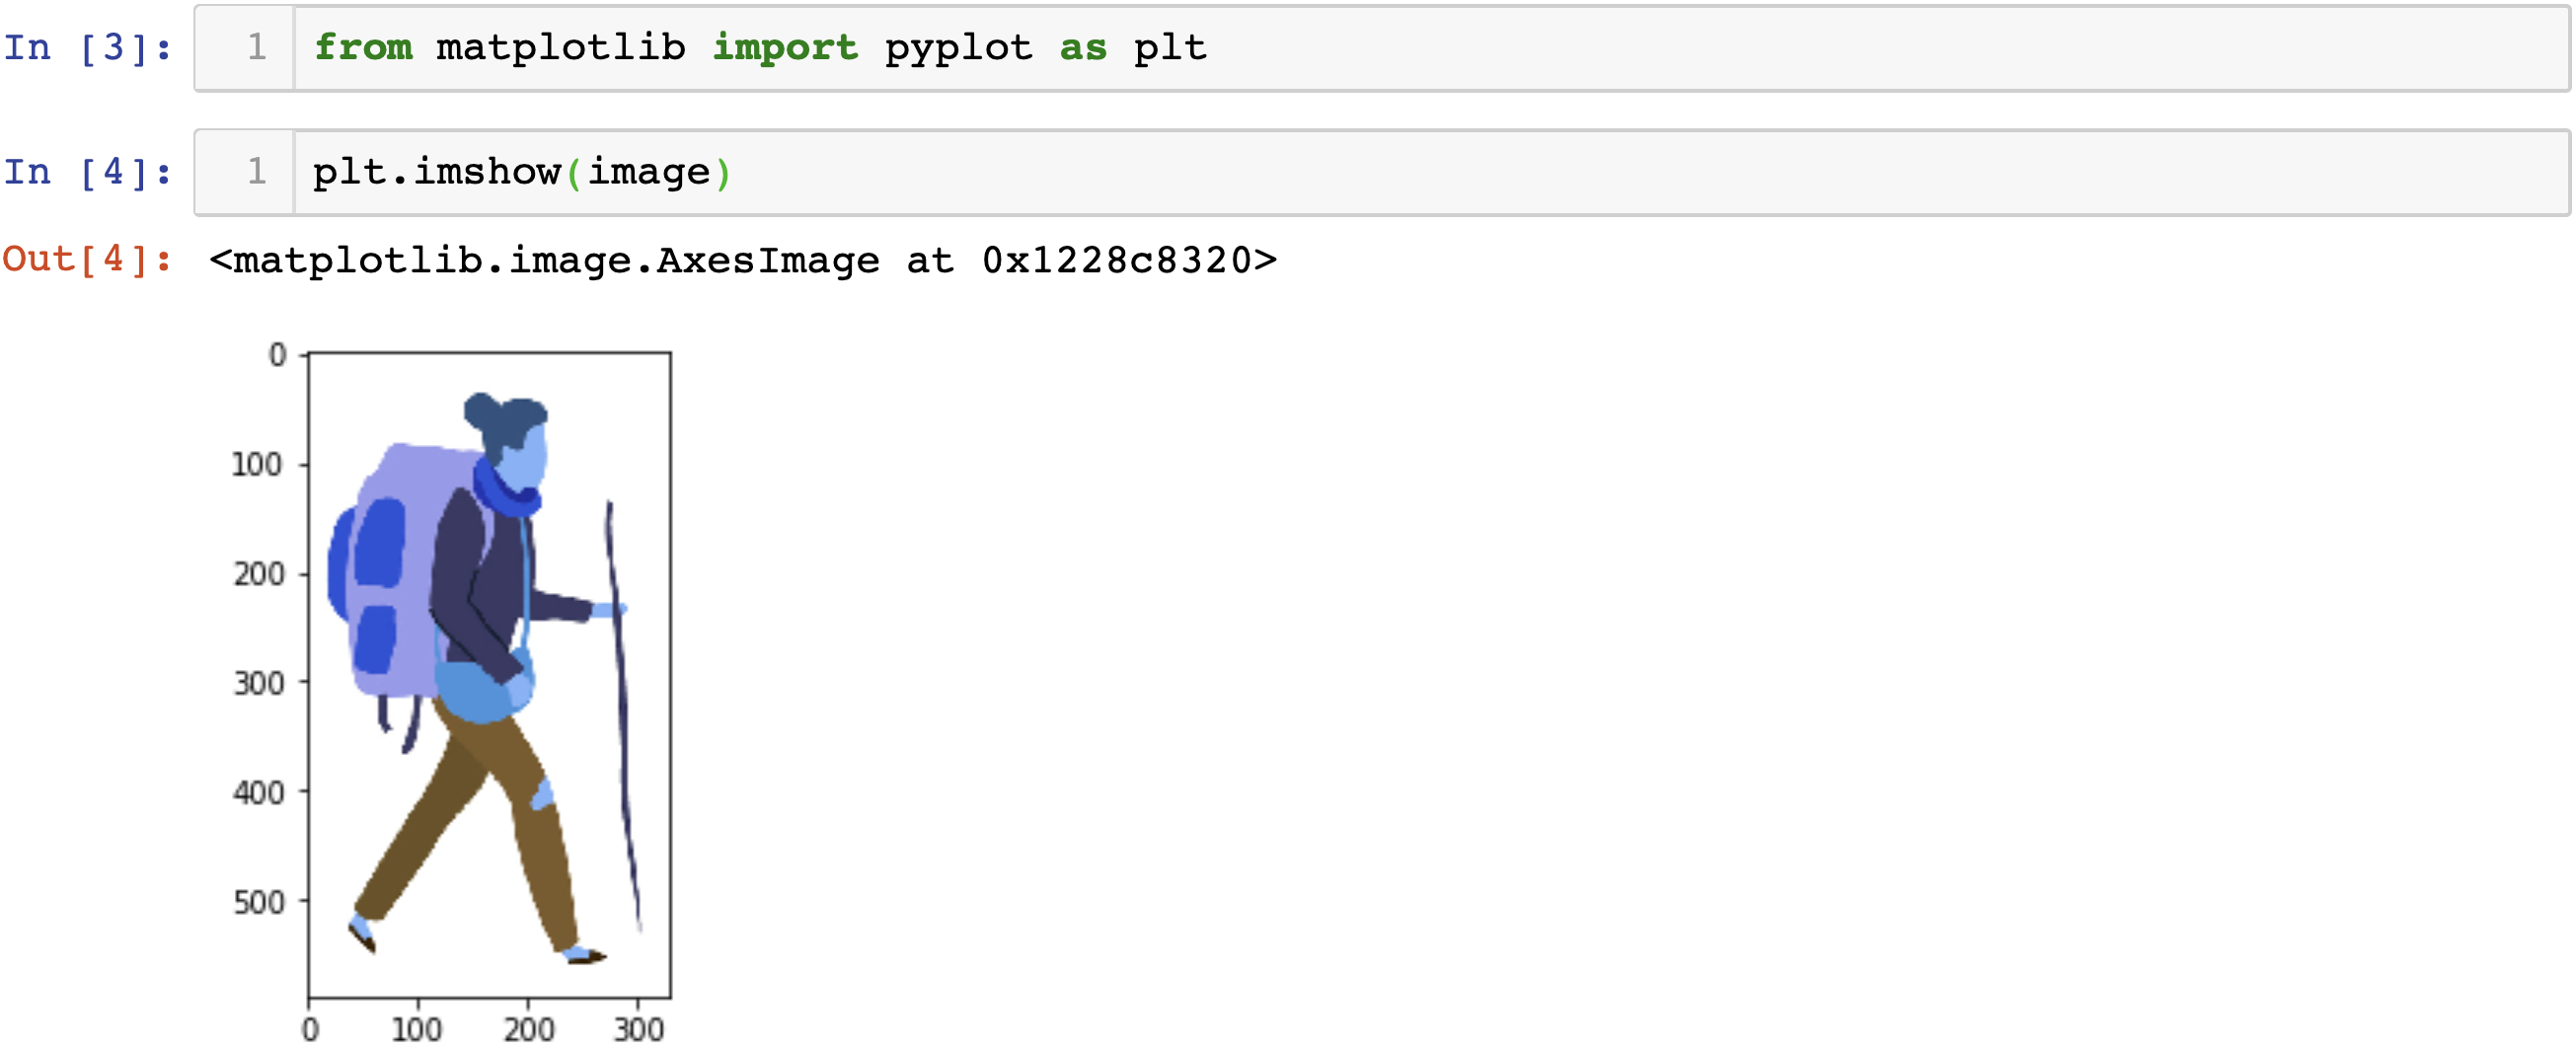 In [3]: 1 from matplotlib import pyplot as plt
In [4]: 1 plt.imshow(image)
Out[4]: <matplotlib.image.AxesImage at 0x1228c8320>
0
100
200
300
400
500
0 100 200 300